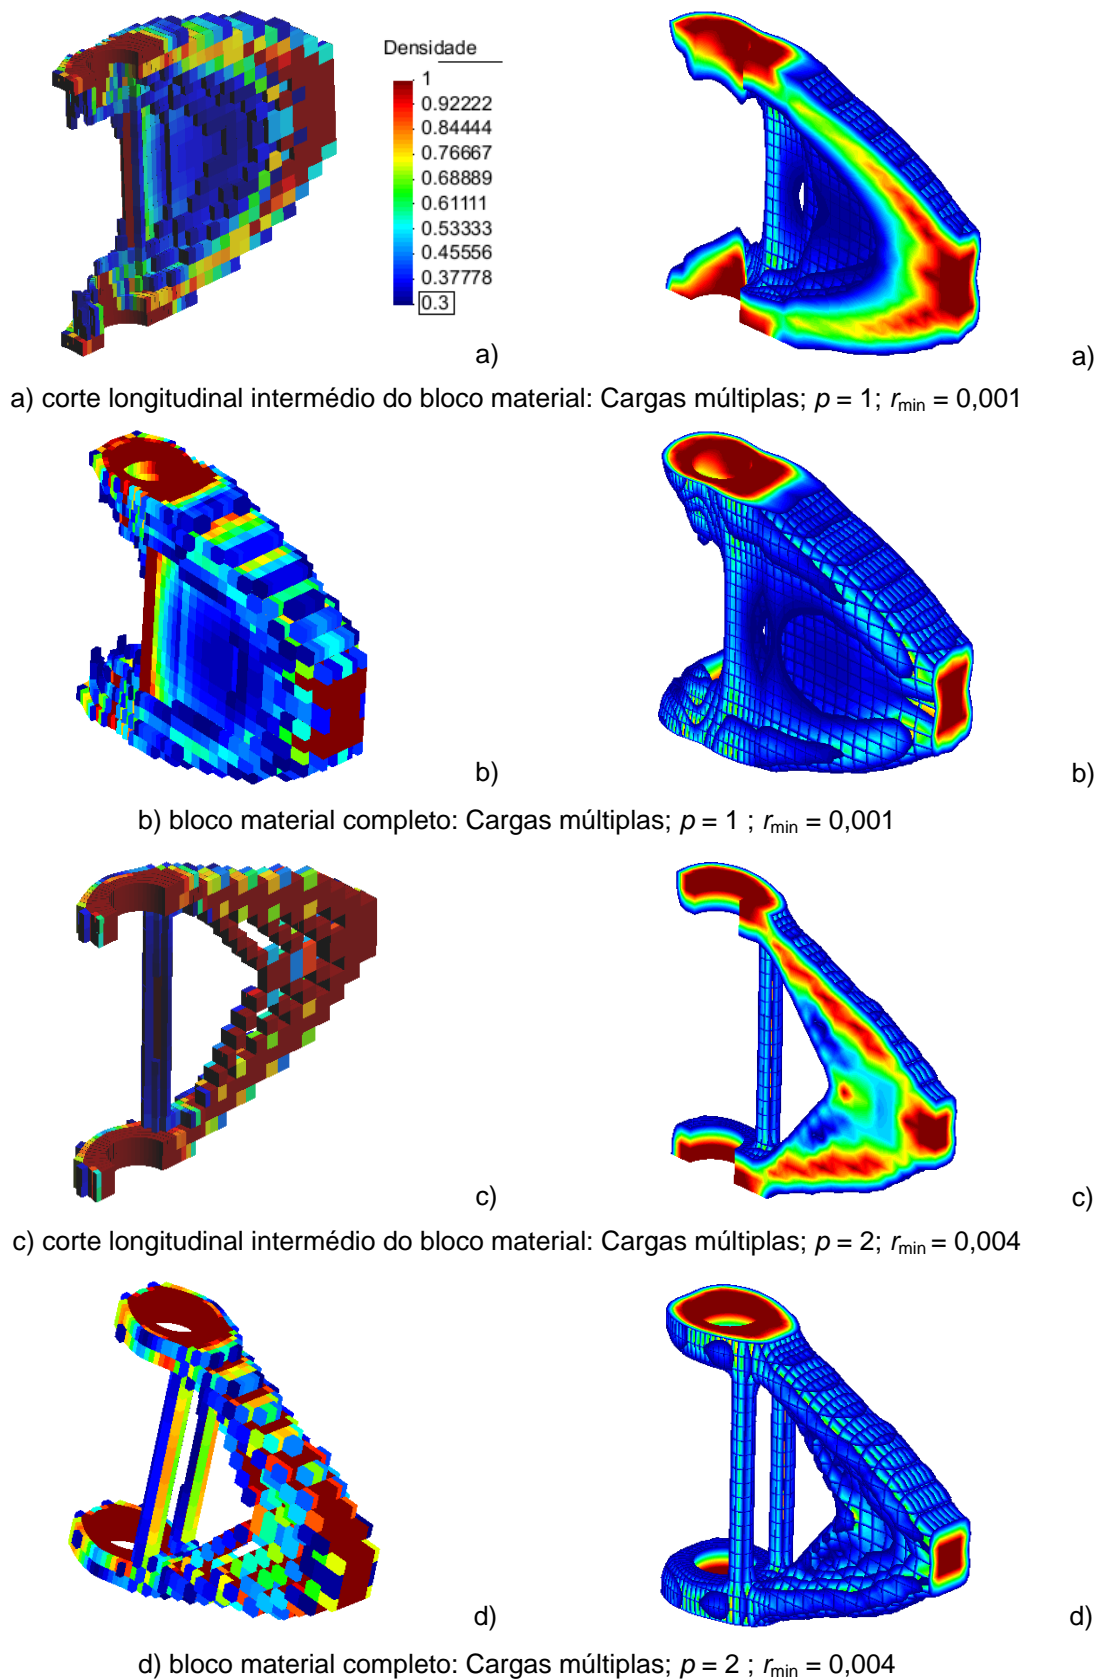 Densidade
1
0.92222
0.84444
0.76667
0.68889
0.61111
0.53333
0.45556
0.37778
0.3
a)
a)
a) corte longitudinal intermédio do bloco material: Cargas múltiplas; p = 1; rmin = 0,001
b)
b)
b) bloco material completo: Cargas múltiplas; p = 1 ; rmin = 0,001
c)
c)
c) corte longitudinal intermédio do bloco material: Cargas múltiplas; p = 2; rmin = 0,004
d)
d)
d) bloco material completo: Cargas múltiplas; p = 2 ; rmin = 0,004